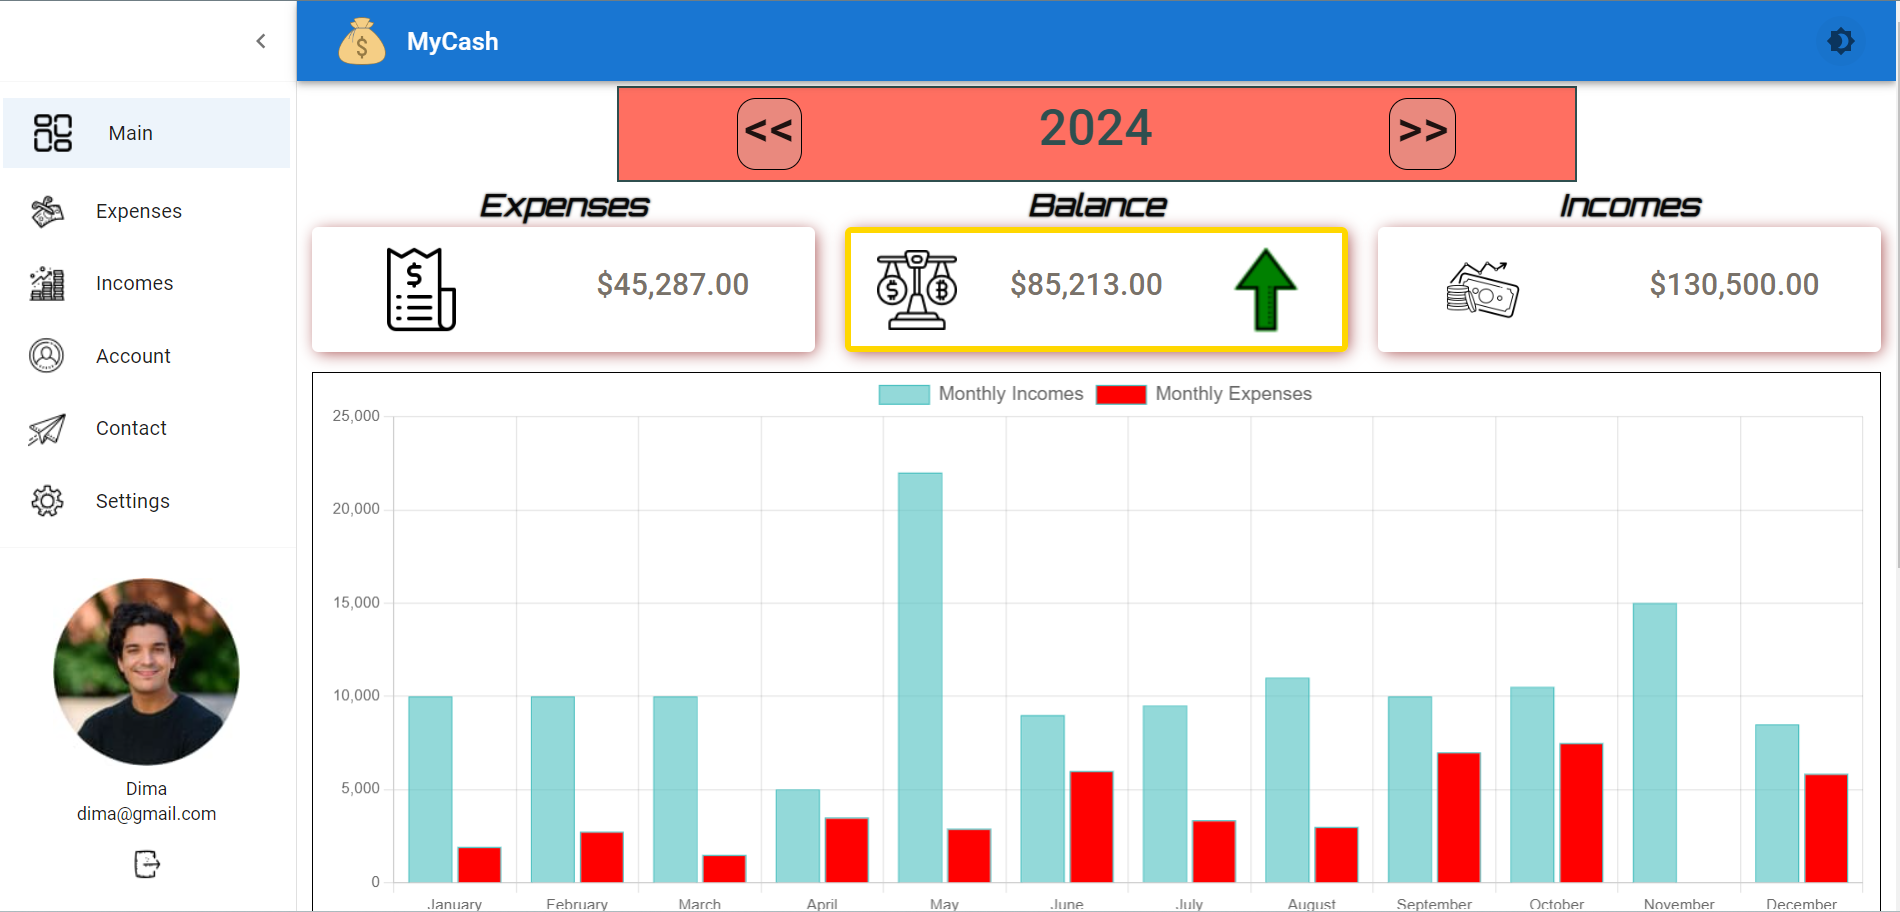 MyCash
Main
Expenses
Incomes
Account
Contact
Settings
Dima
dima@gmail.com
<< 2024 >>
Expenses Balance Incomes
$45,287.00 $85,213.00 $130,500.00
Monthly Incomes Monthly Expenses
25,000
20,000
15,000
10,000
5,000
0
January February March April May June July August September October November December